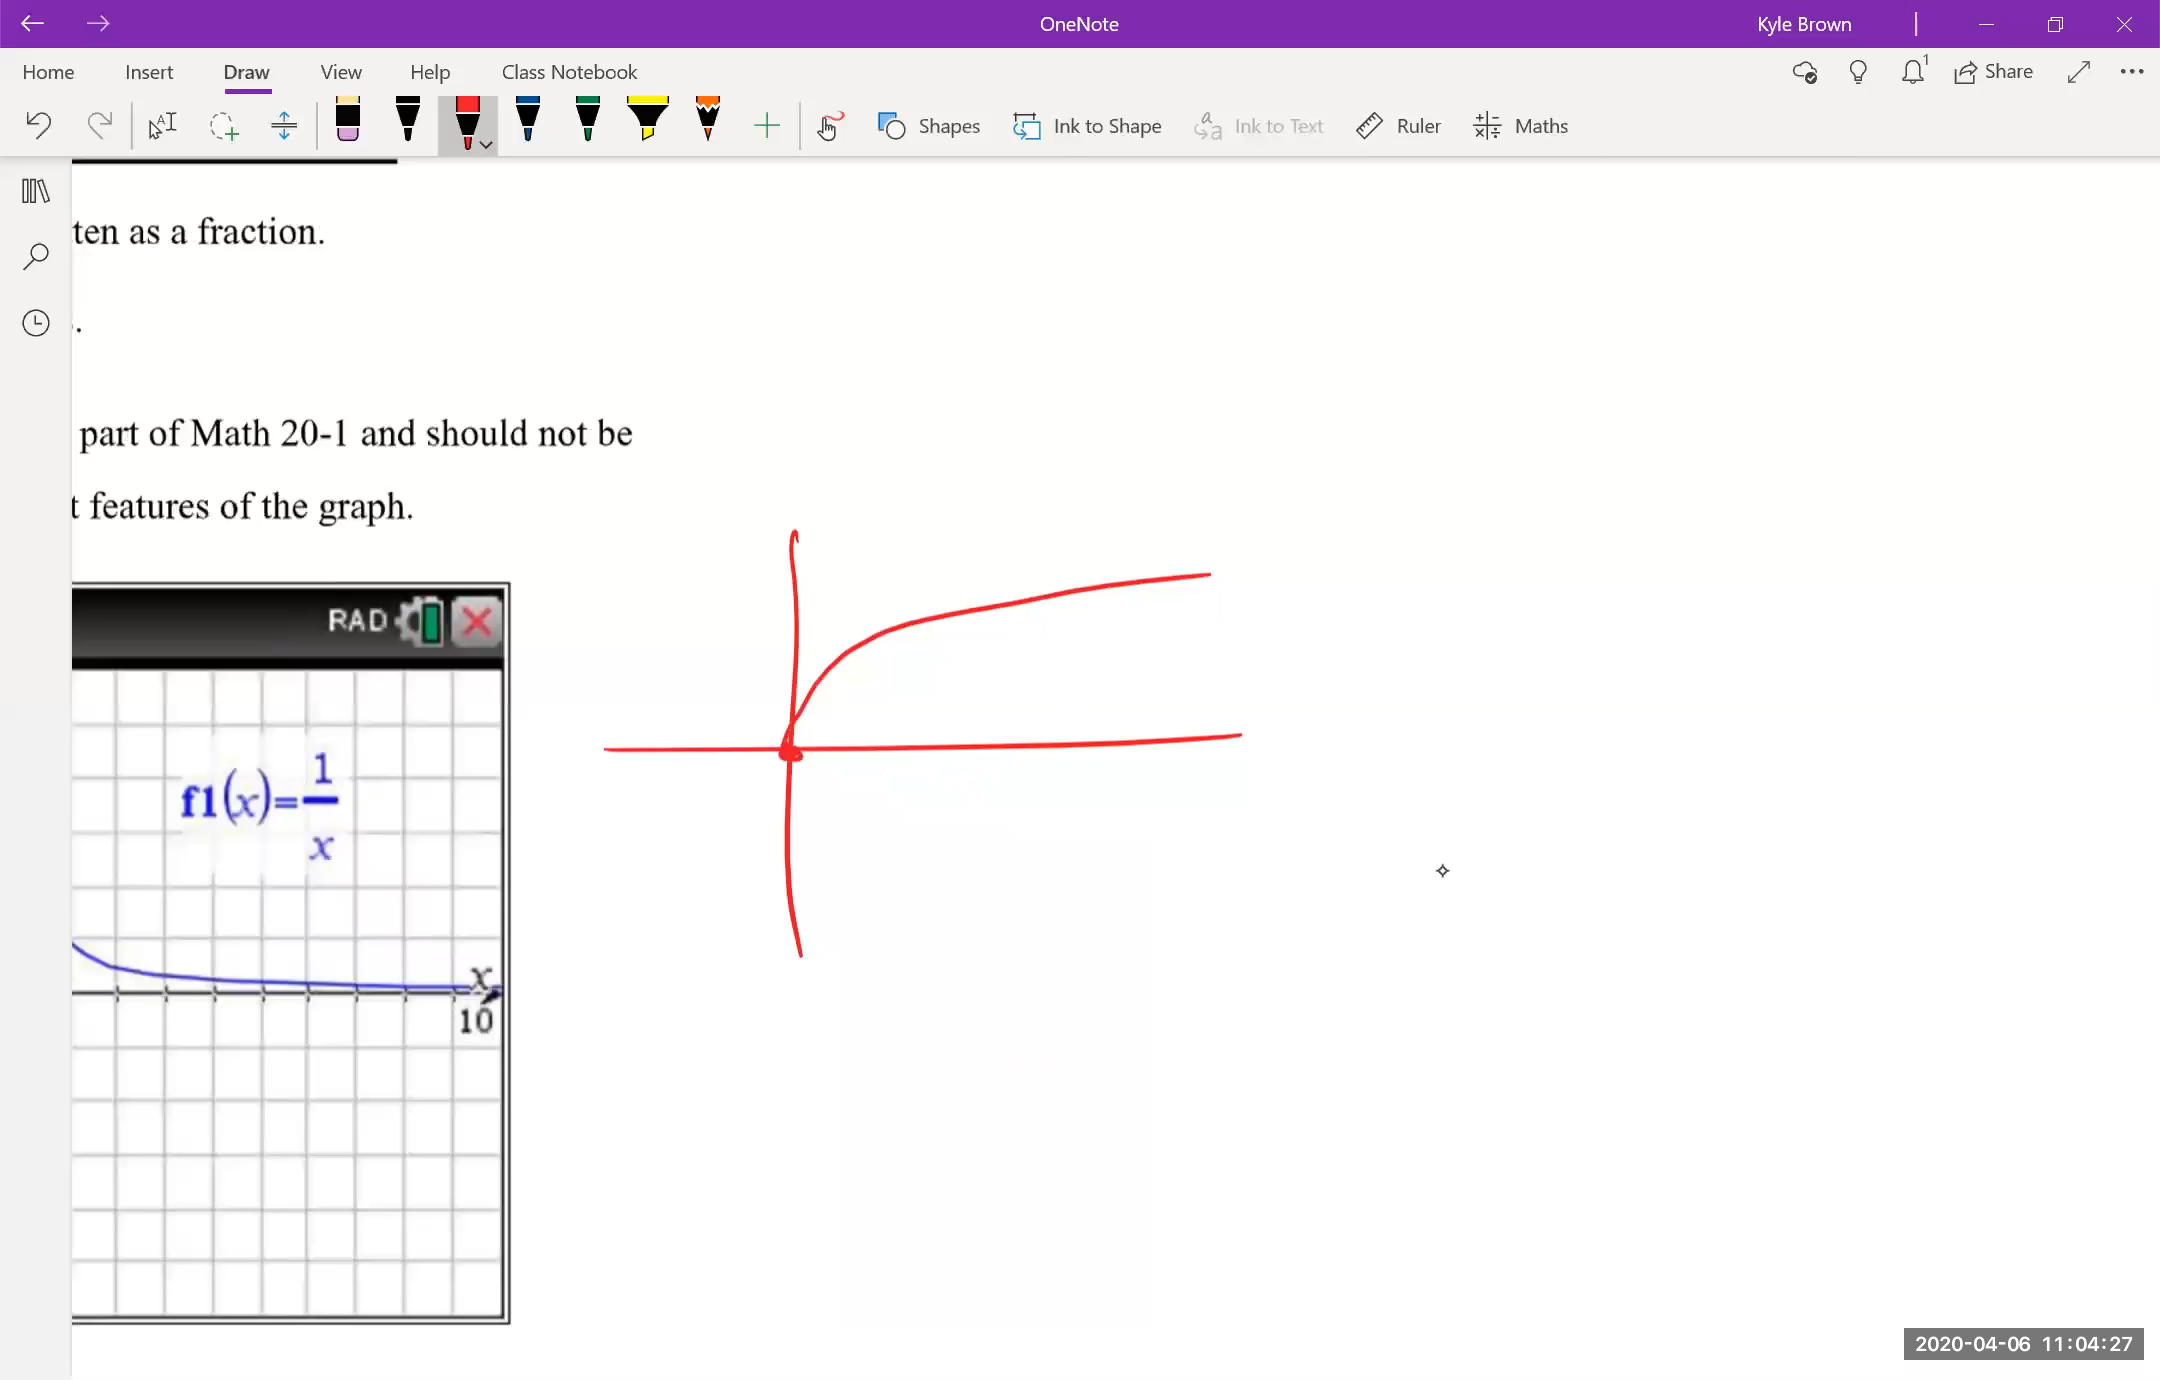 OneNote
Kyle Brown
Home Insert Draw View Help Class Notebook
1 Share
Shapes Ink to Shape Ink to Text Ruler Maths
ten as a fraction.
part of Math 20-1 and should not be
t features of the graph.
RAD
f1(x)=1/x
x
10
2020-04-06 11:04:27